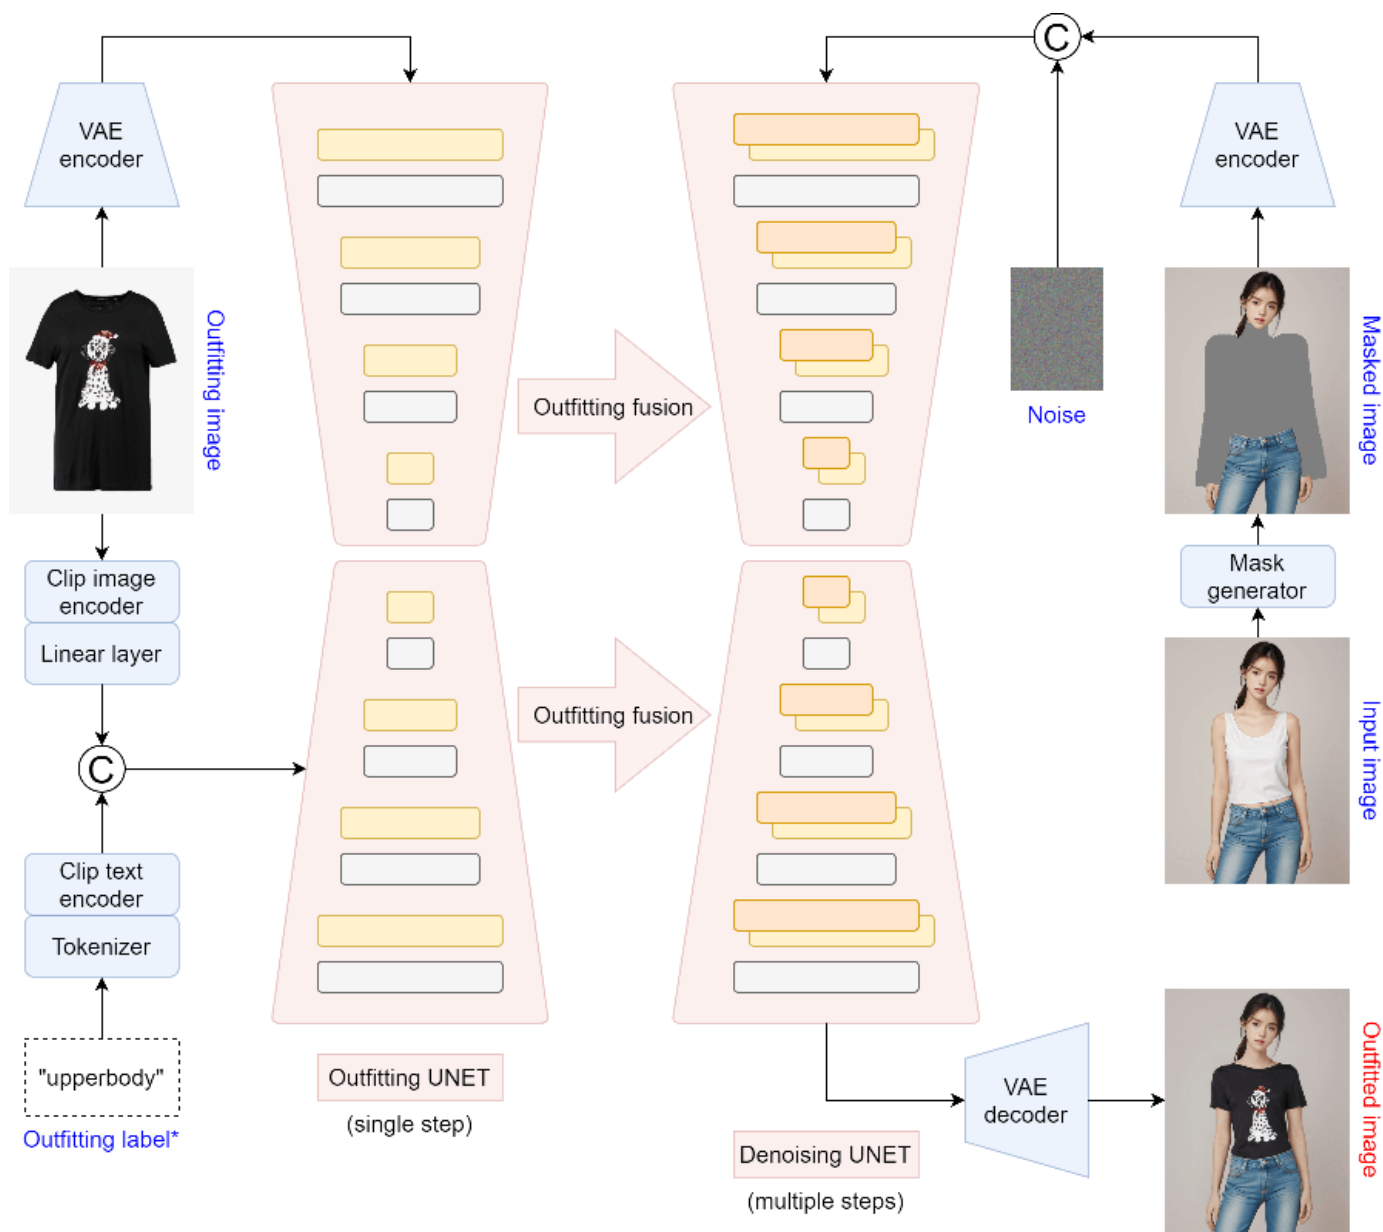 VAE
encoder
Outfitting image
Clip image
encoder
Linear layer
C
Clip text
encoder
Tokenizer
"upperbody"
Outfitting label*
Outfitting fusion
Outfitting fusion
Outfitting UNET
(single step)
C
VAE
encoder
Noise
Masked image
Mask
generator
Input image
Denoising UNET
(multiple steps)
VAE
decoder
Outfitted image